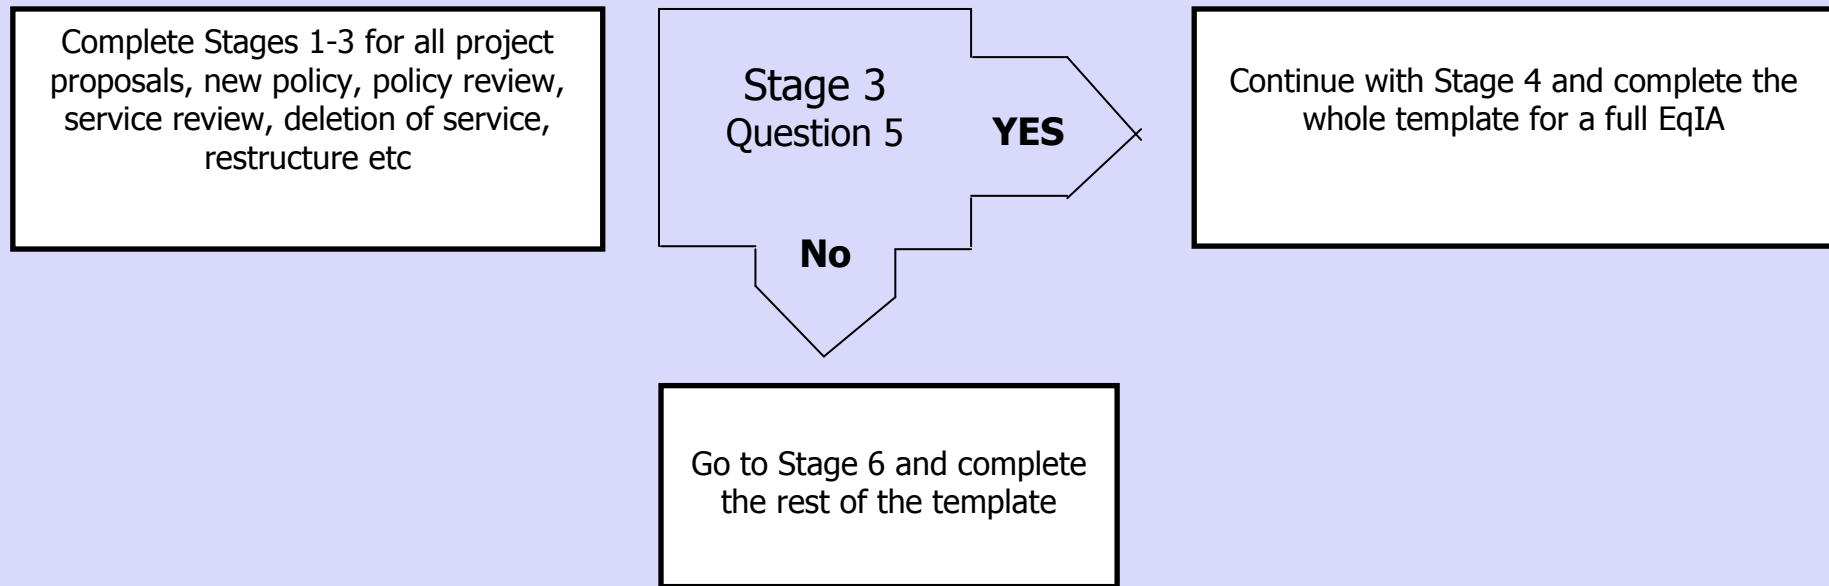 Complete Stages 1-3 for all project
proposals, new policy, policy review,
service review, deletion of service,
restructure etc
Stage 3
Question 5
YES
No
Continue with Stage 4 and complete the
whole template for a full EqIA
Go to Stage 6 and complete
the rest of the template